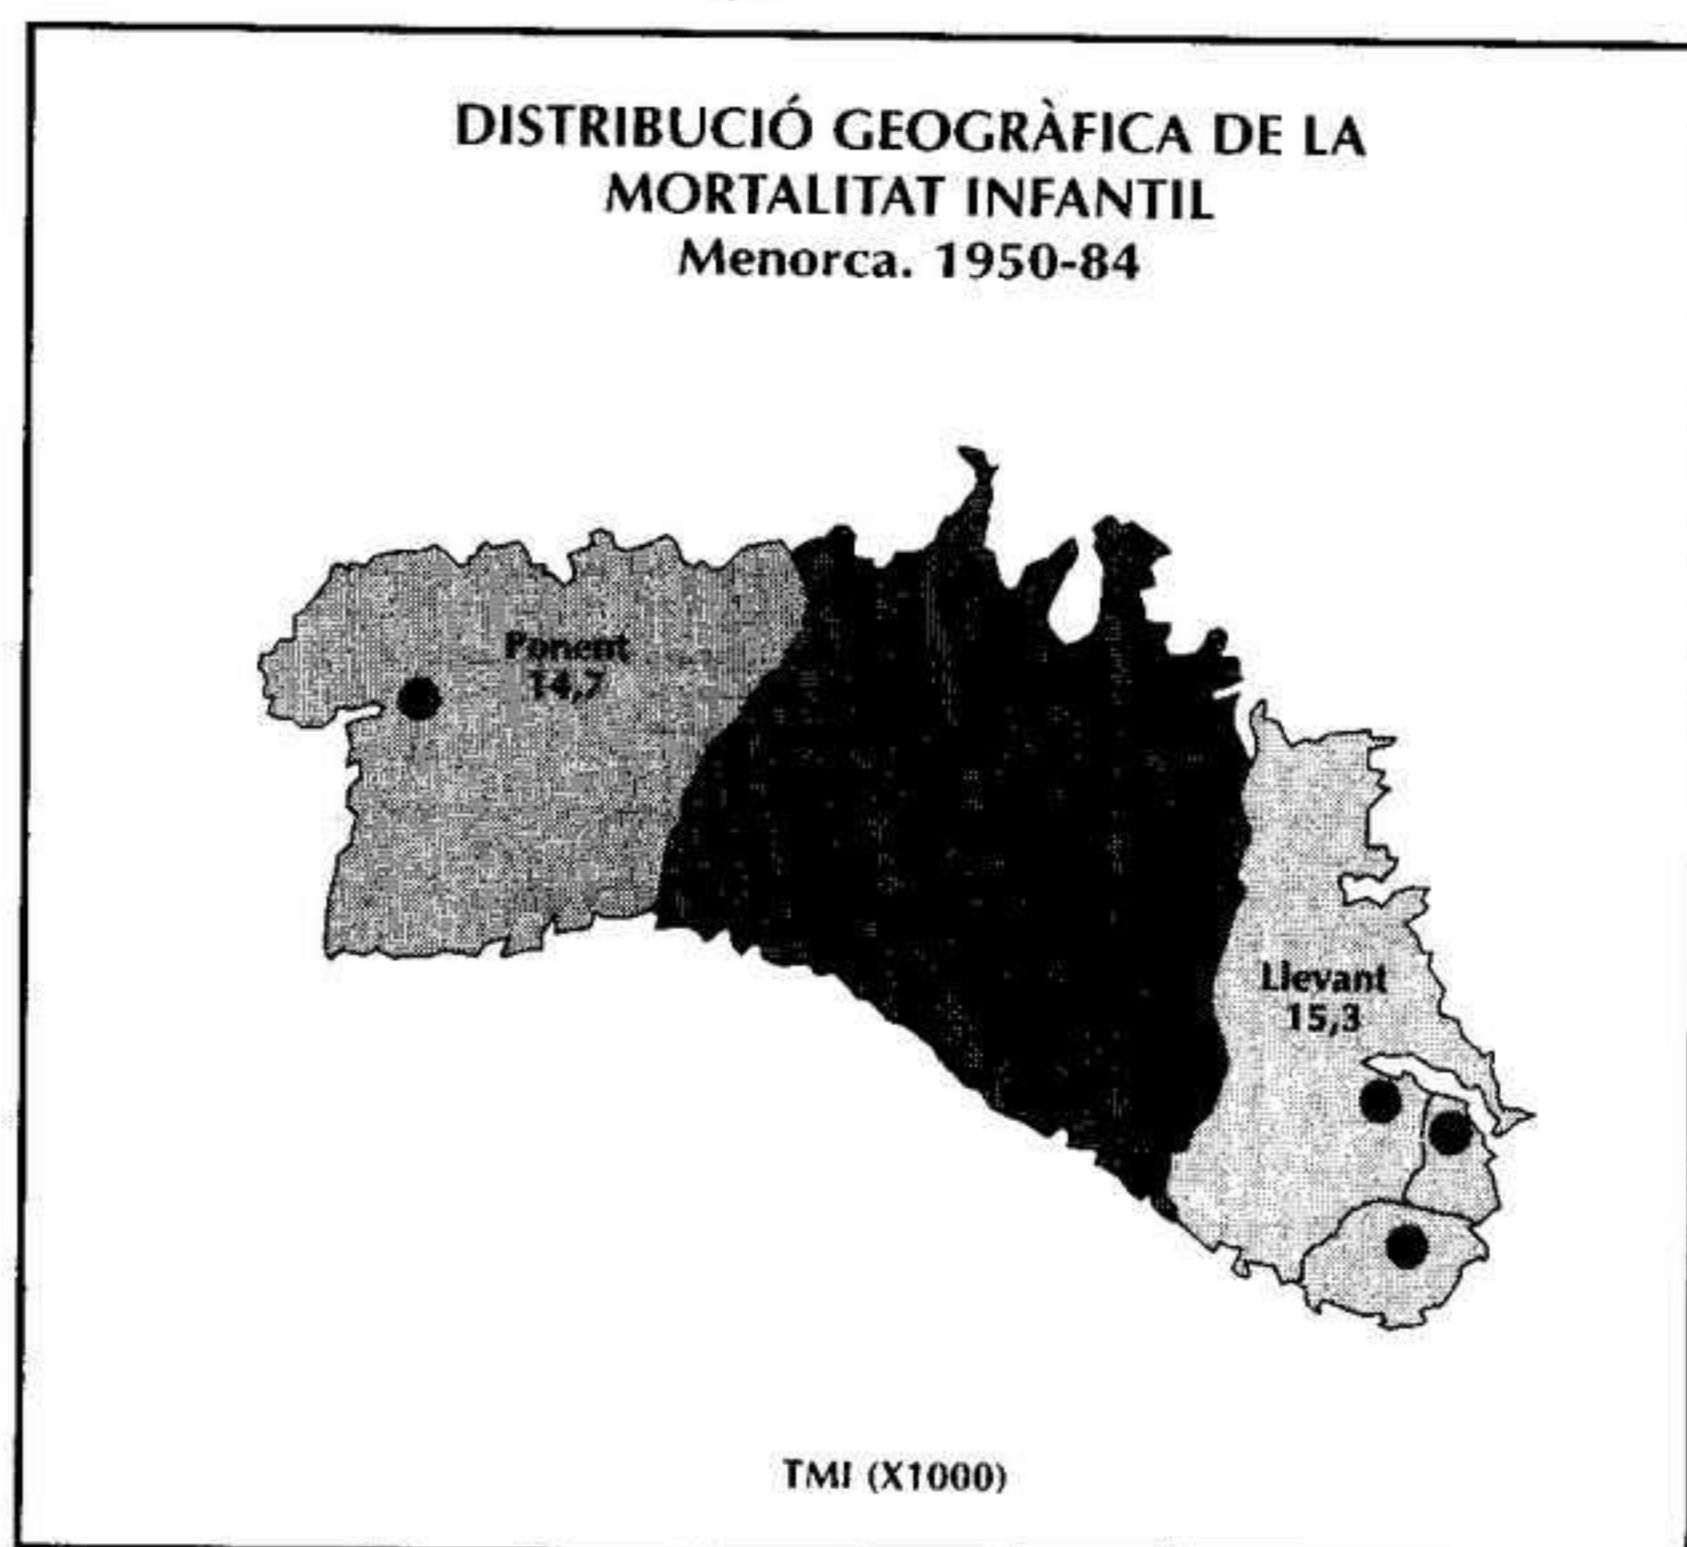 DISTRIBUCIÓ GEOGRÀFICA DE LA
MORTALITAT INFANTIL
Menorca. 1950-84
Ponent
14,7
Llevant
15,3
TMI (X1000)